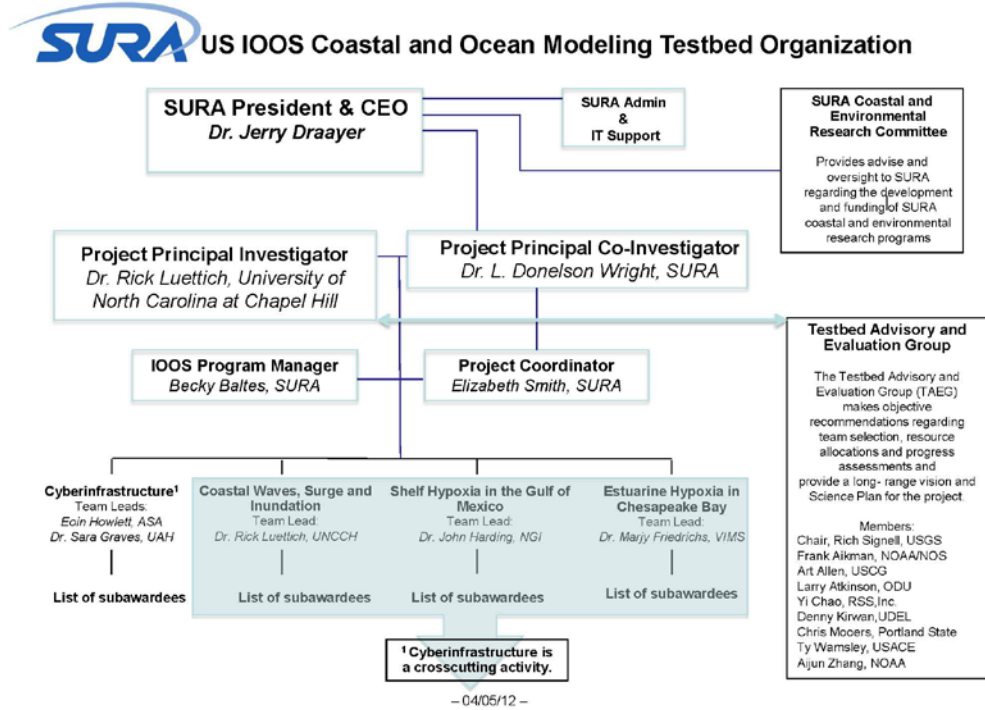 SURA US IOOS Coastal and Ocean Modeling Testbed Organization
SURA President & CEO
Dr. Jerry Draayer
SURA Admin
&
IT Support
SURA Coastal and
Environmental
Research Committee
Provides advise and
oversight to SURA
regarding the development
and funding of SURA
coastal and environmental
research programs
Project Principal Investigator
Dr. Rick Luettich, University of
North Carolina at Chapel Hill
Project Principal Co-Investigator
Dr. L. Donelson Wright, SURA
IOOS Program Manager
Becky Baltes, SURA
Project Coordinator
Elizabeth Smith, SURA
Testbed Advisory and
Evaluation Group
The Testbed Advisory and
Evaluation Group (TAEG)
makes objective
recommendations regarding
team selection, resource
allocations and progress
assessments and
provide a long- range vision and
Science Plan for the project
Members:
Chair, Rich Signell, USGS
Frank Aikman, NOAA/NOS
Art Allen, USCG
Larry Atkinson, ODU
Yi Chao, RSS,Inc.
Denny Kirwan,UDEL
Chris Mooers, Portland State
Ty Wamsley, USACE
Aijun Zhang, NOAA
Cyberinfrastructure¹
Team Leads:
Eoin Howlett, ASA
Dr. Sara Graves, UAH
List of subawardees
Coastal Waves, Surge and
Inundation
Team Lead:
Dr. Rick Luettich, UNCCH
List of subawardees
Shelf Hypoxia in the Gulf of
Mexico
Team Lead:
Dr. John Harding, NGI
List of subawardees
Estuarine Hypoxia in
Chesapeake Bay
Team Lead:
Dr. Marjy Friedrichs, VIMS
List of subawardees
¹ Cyberinfrastructure is
a crosscutting activity.
– 04/05/12 –